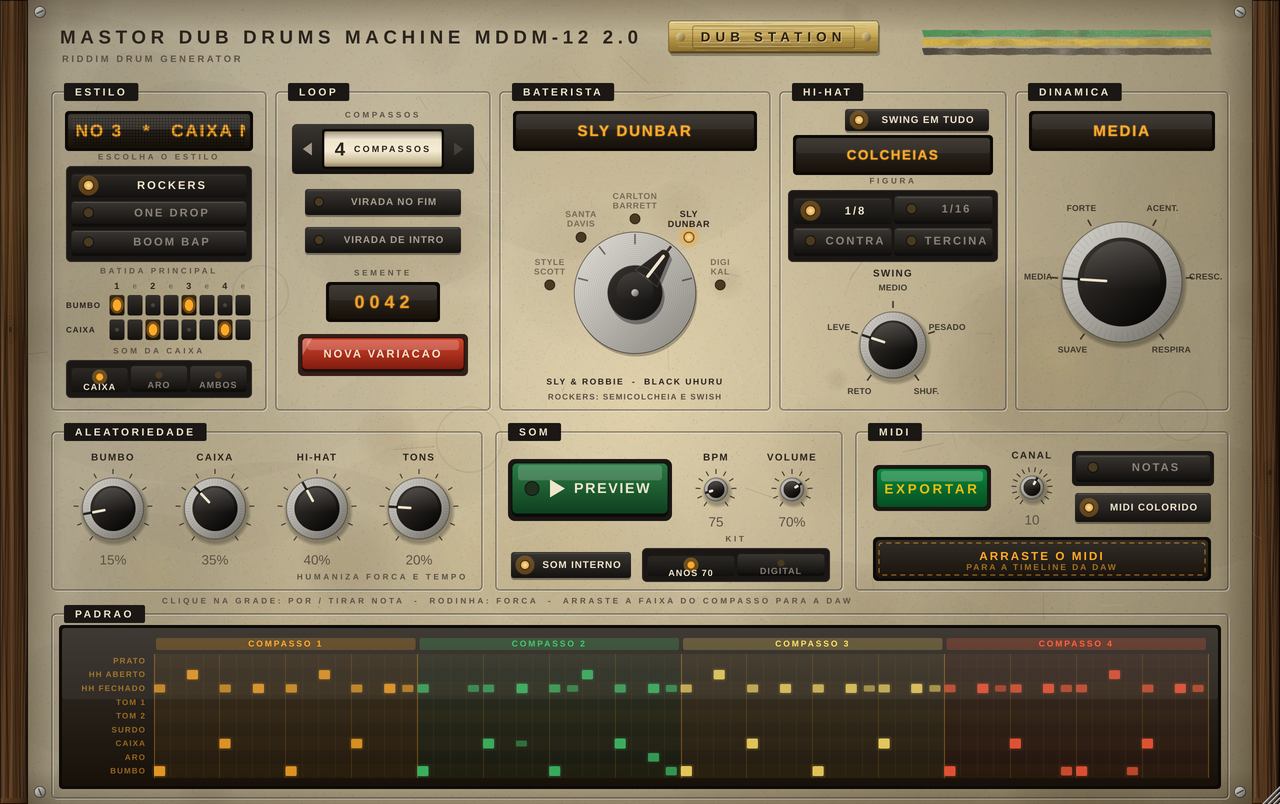 MASTOR DUB DRUMS MACHINE MDDM-12 2.0
RIDDIM DRUM GENERATOR
DUB STATION
ESTILO
NO 3 * CAIXA
ESCOLHA O ESTILO
ROCKERS
ONE DROP
BOOM BAP
BATIDA PRINCIPAL
1 e 2 e 3 e 4 e
BUMBO
CAIXA
SOM DA CAIXA
CAIXA ARO AMBOS
LOOP
COMPASSOS
4 COMPASSOS
VIRADA NO FIM
VIRADA DE INTRO
SEMENTE
0042
NOVA VARIACAO
BATERISTA
SLY DUNBAR
CARLTON
BARRETT
SANTA
DAVIS
SLY
DUNBAR
STYLE
SCOTT
DIGI
KAL
SLY & ROBBIE - BLACK UHURU
ROCKERS: SEMICOLCHEIA E SWISH
HI-HAT
SWING EM TUDO
COLCHEIAS
FIGURA
1/8 1/16
CONTRA TERCINA
SWING
MEDIO
LEVE PESADO
RETO SHUF.
DINAMICA
MEDIA
FORTE ACENT.
MEDIA CRESC.
SUAVE RESPIRA
ALEATORIEDADE
BUMBO CAIXA HI-HAT TONS
15% 35% 40% 20%
HUMANIZA FORCA E TEMPO
SOM
PREVIEW
BPM VOLUME
75 70%
KIT
SOM INTERNO
ANOS 70 DIGITAL
MIDI
EXPORTAR
CANAL
10
NOTAS
MIDI COLORIDO
ARRASTE O MIDI
PARA A TIMELINE DA DAW
CLIQUE NA GRADE: POR / TIRAR NOTA - RODINHA: FORCA - ARRASTE A FAIXA DO COMPASSO PARA A DAW
PADRAO
COMPASSO 1 COMPASSO 2 COMPASSO 3 COMPASSO 4
PRATO
HH ABERTO
HH FECHADO
TOM 1
TOM 2
SURDO
CAIXA
ARO
BUMBO